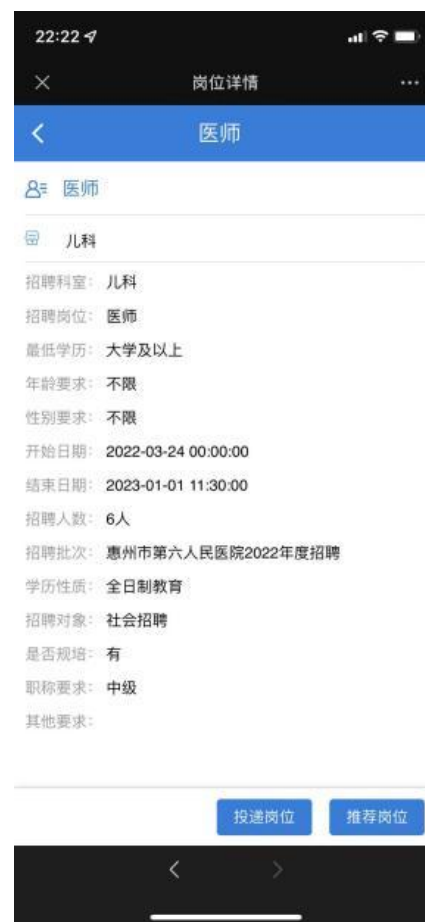 22:22
岗位详情
医师
医师
儿科
招聘科室: 儿科
招聘岗位: 医师
最低学历: 大学及以上
年龄要求: 不限
性别要求: 不限
开始日期: 2022-03-24 00:00:00
结束日期: 2023-01-01 11:30:00
招聘人数: 6人
招聘批次: 惠州市第六人民医院2022年度招聘
学历性质: 全日制教育
招聘对象: 社会招聘
是否规培: 有
职称要求: 中级
其他要求:
投递岗位 推荐岗位